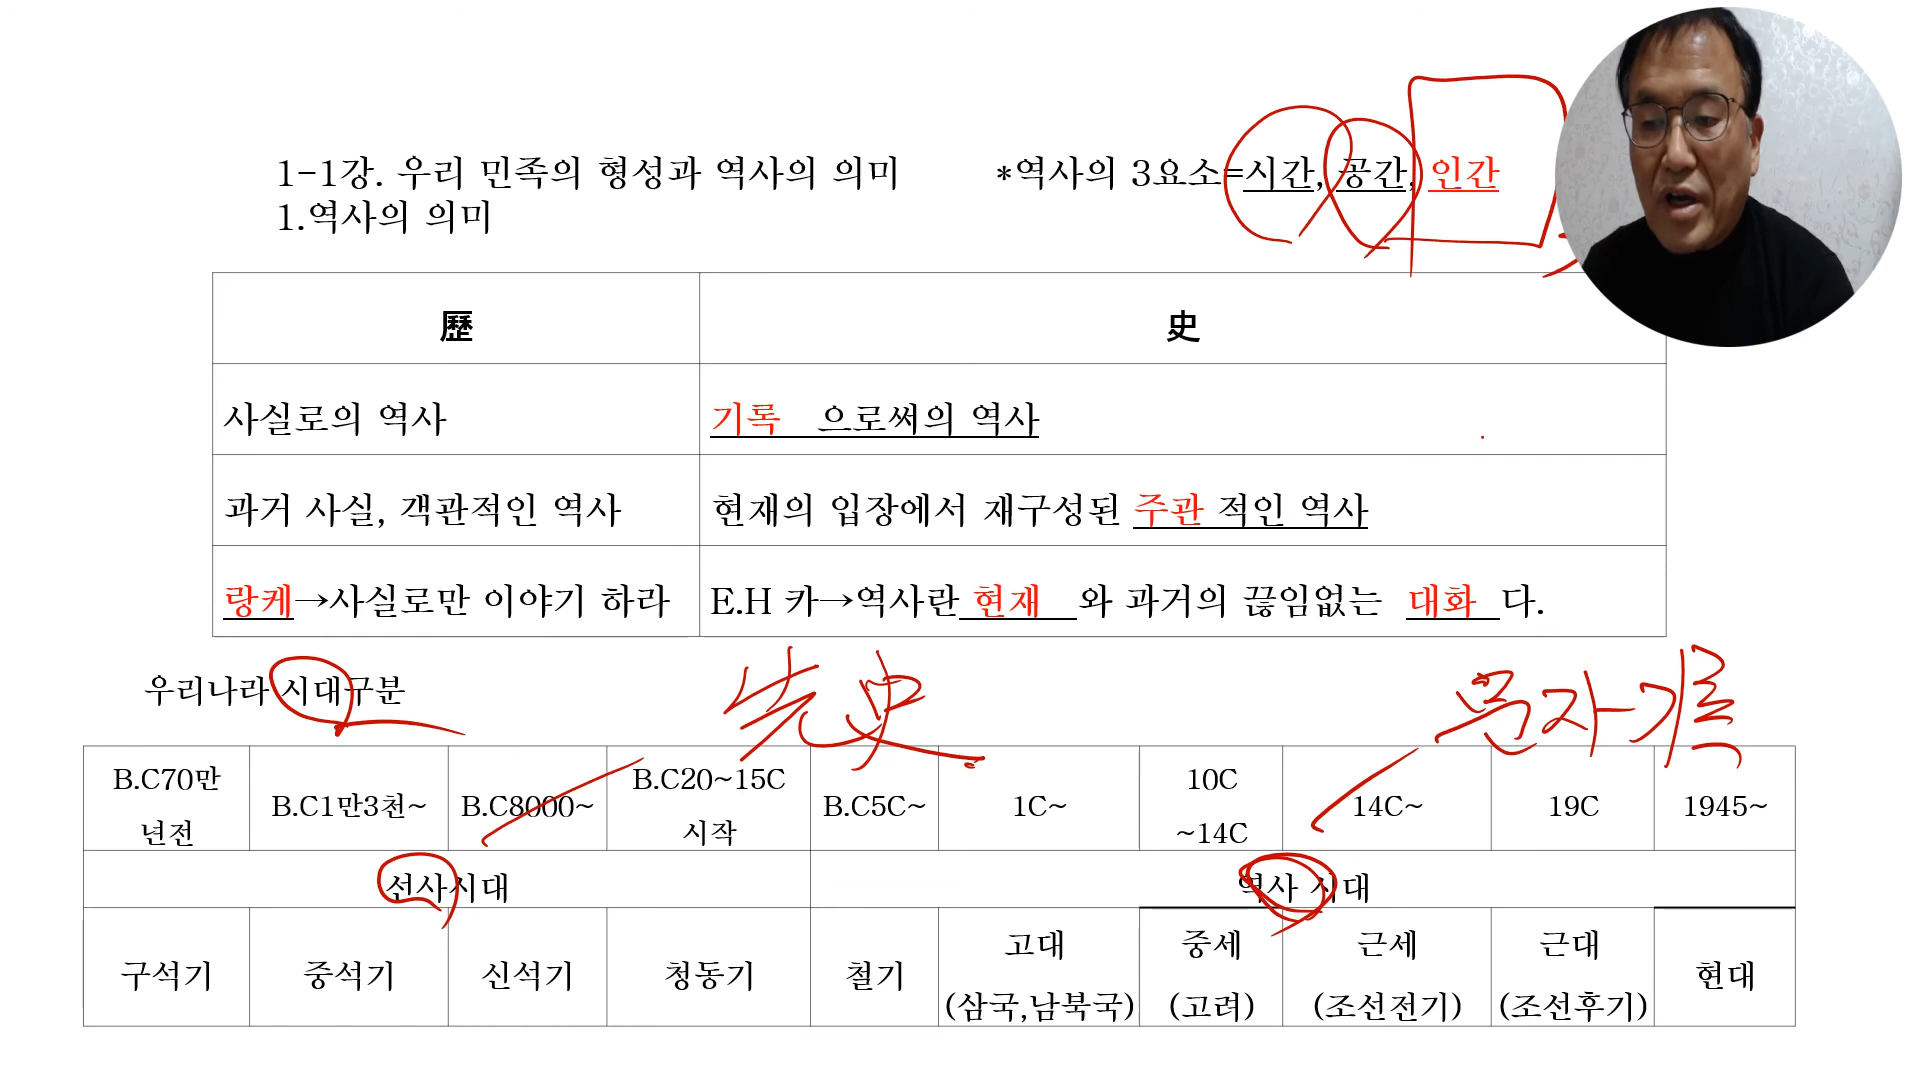 1-1강. 우리 민족의 형성과 역사의 의미 *역사의 3요소=시간, 공간, 인간
1.역사의 의미
歷 史
사실로의 역사 기록 으로써의 역사
과거 사실, 객관적인 역사 현재의 입장에서 재구성된 주관 적인 역사
랑케→사실로만 이야기 하라 E.H 카→역사란 현재 와 과거의 끊임없는 대화 다.
先史 문자기록
우리나라 시대구분
B.C70만 년전 B.C1만3천~ B.C8000~ B.C20~15C 시작 B.C5C~ 1C~ 10C ~14C 14C~ 19C 1945~
선사시대 역사 시대
구석기 중석기 신석기 청동기 철기 고대 (삼국,남북국) 중세 (고려) 근세 (조선전기) 근대 (조선후기) 현대